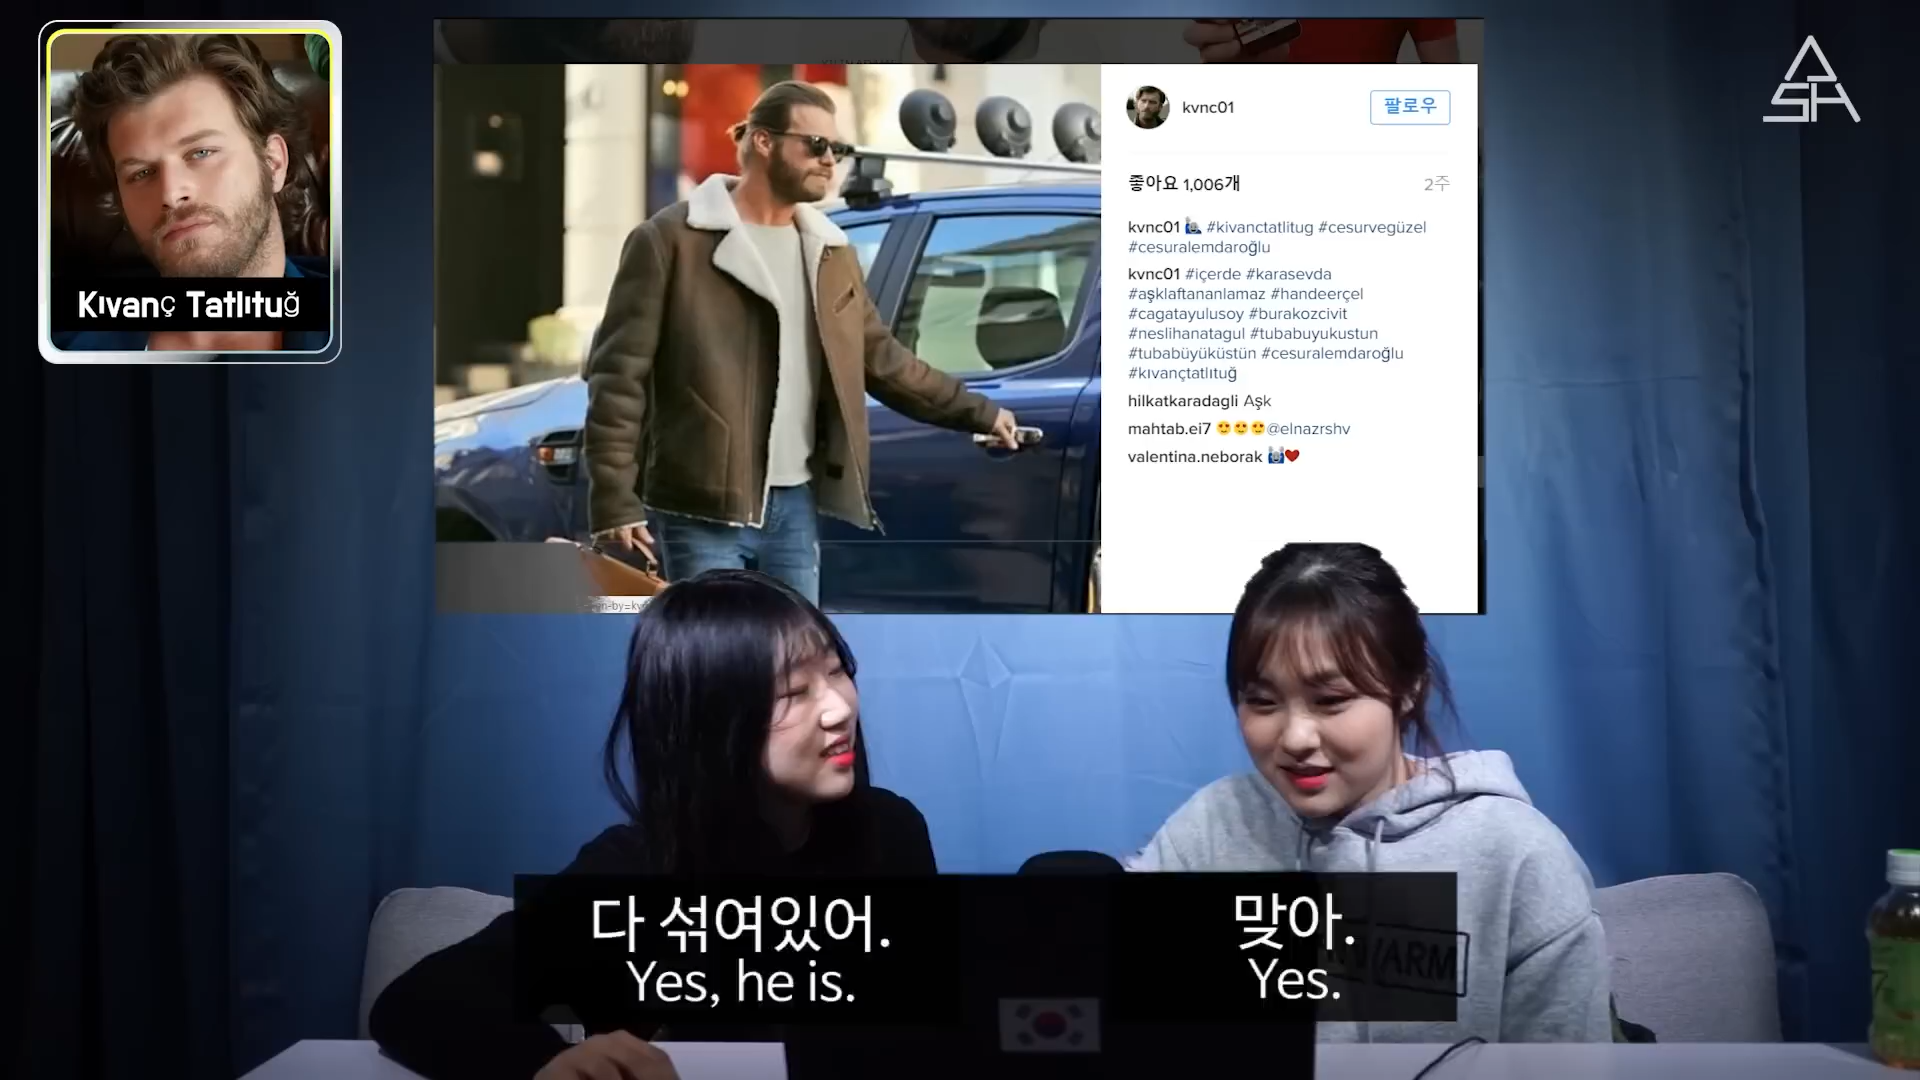 Kıvanç Tatlıtuğ
ASH
kvnc01
팔로우
좋아요 1,006개
2주
kvnc01 #kivanctatlitug #cesurvegüzel
#cesuralemdaroğlu
kvnc01 #içerde #karasevda
#aşklaftananlamaz #handeerçel
#cagatayulusoy #burakozcivit
#neslihanatagul #tubabuyukustun
#tubabüyüküstün #cesuralemdaroğlu
#kıvançtatlıtuğ
hilkatkaradagli Aşk
mahtab.ei7 😍😍😍@elnazrshv
valentina.neborak 🙌❤️
다 섞여있어.
Yes, he is.
맞아.
Yes.